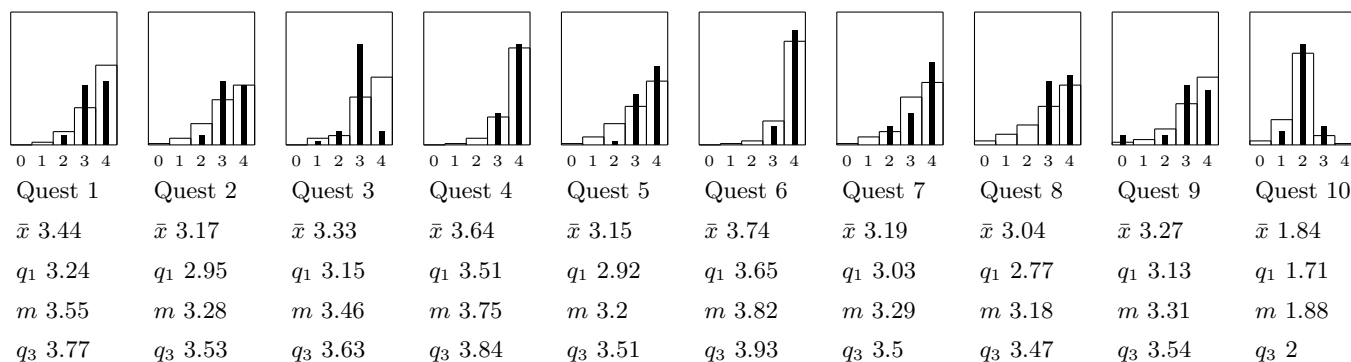 0 1 2 3 4 0 1 2 3 4 0 1 2 3 4 0 1 2 3 4 0 1 2 3 4 0 1 2 3 4 0 1 2 3 4 0 1 2 3 4 0 1 2 3 4 0 1 2 3 4
Quest 1 Quest 2 Quest 3 Quest 4 Quest 5 Quest 6 Quest 7 Quest 8 Quest 9 Quest 10
x̄ 3.44 x̄ 3.17 x̄ 3.33 x̄ 3.64 x̄ 3.15 x̄ 3.74 x̄ 3.19 x̄ 3.04 x̄ 3.27 x̄ 1.84
q₁ 3.24 q₁ 2.95 q₁ 3.15 q₁ 3.51 q₁ 2.92 q₁ 3.65 q₁ 3.03 q₁ 2.77 q₁ 3.13 q₁ 1.71
m 3.55 m 3.28 m 3.46 m 3.75 m 3.2 m 3.82 m 3.29 m 3.18 m 3.31 m 1.88
q₃ 3.77 q₃ 3.53 q₃ 3.63 q₃ 3.84 q₃ 3.51 q₃ 3.93 q₃ 3.5 q₃ 3.47 q₃ 3.54 q₃ 2